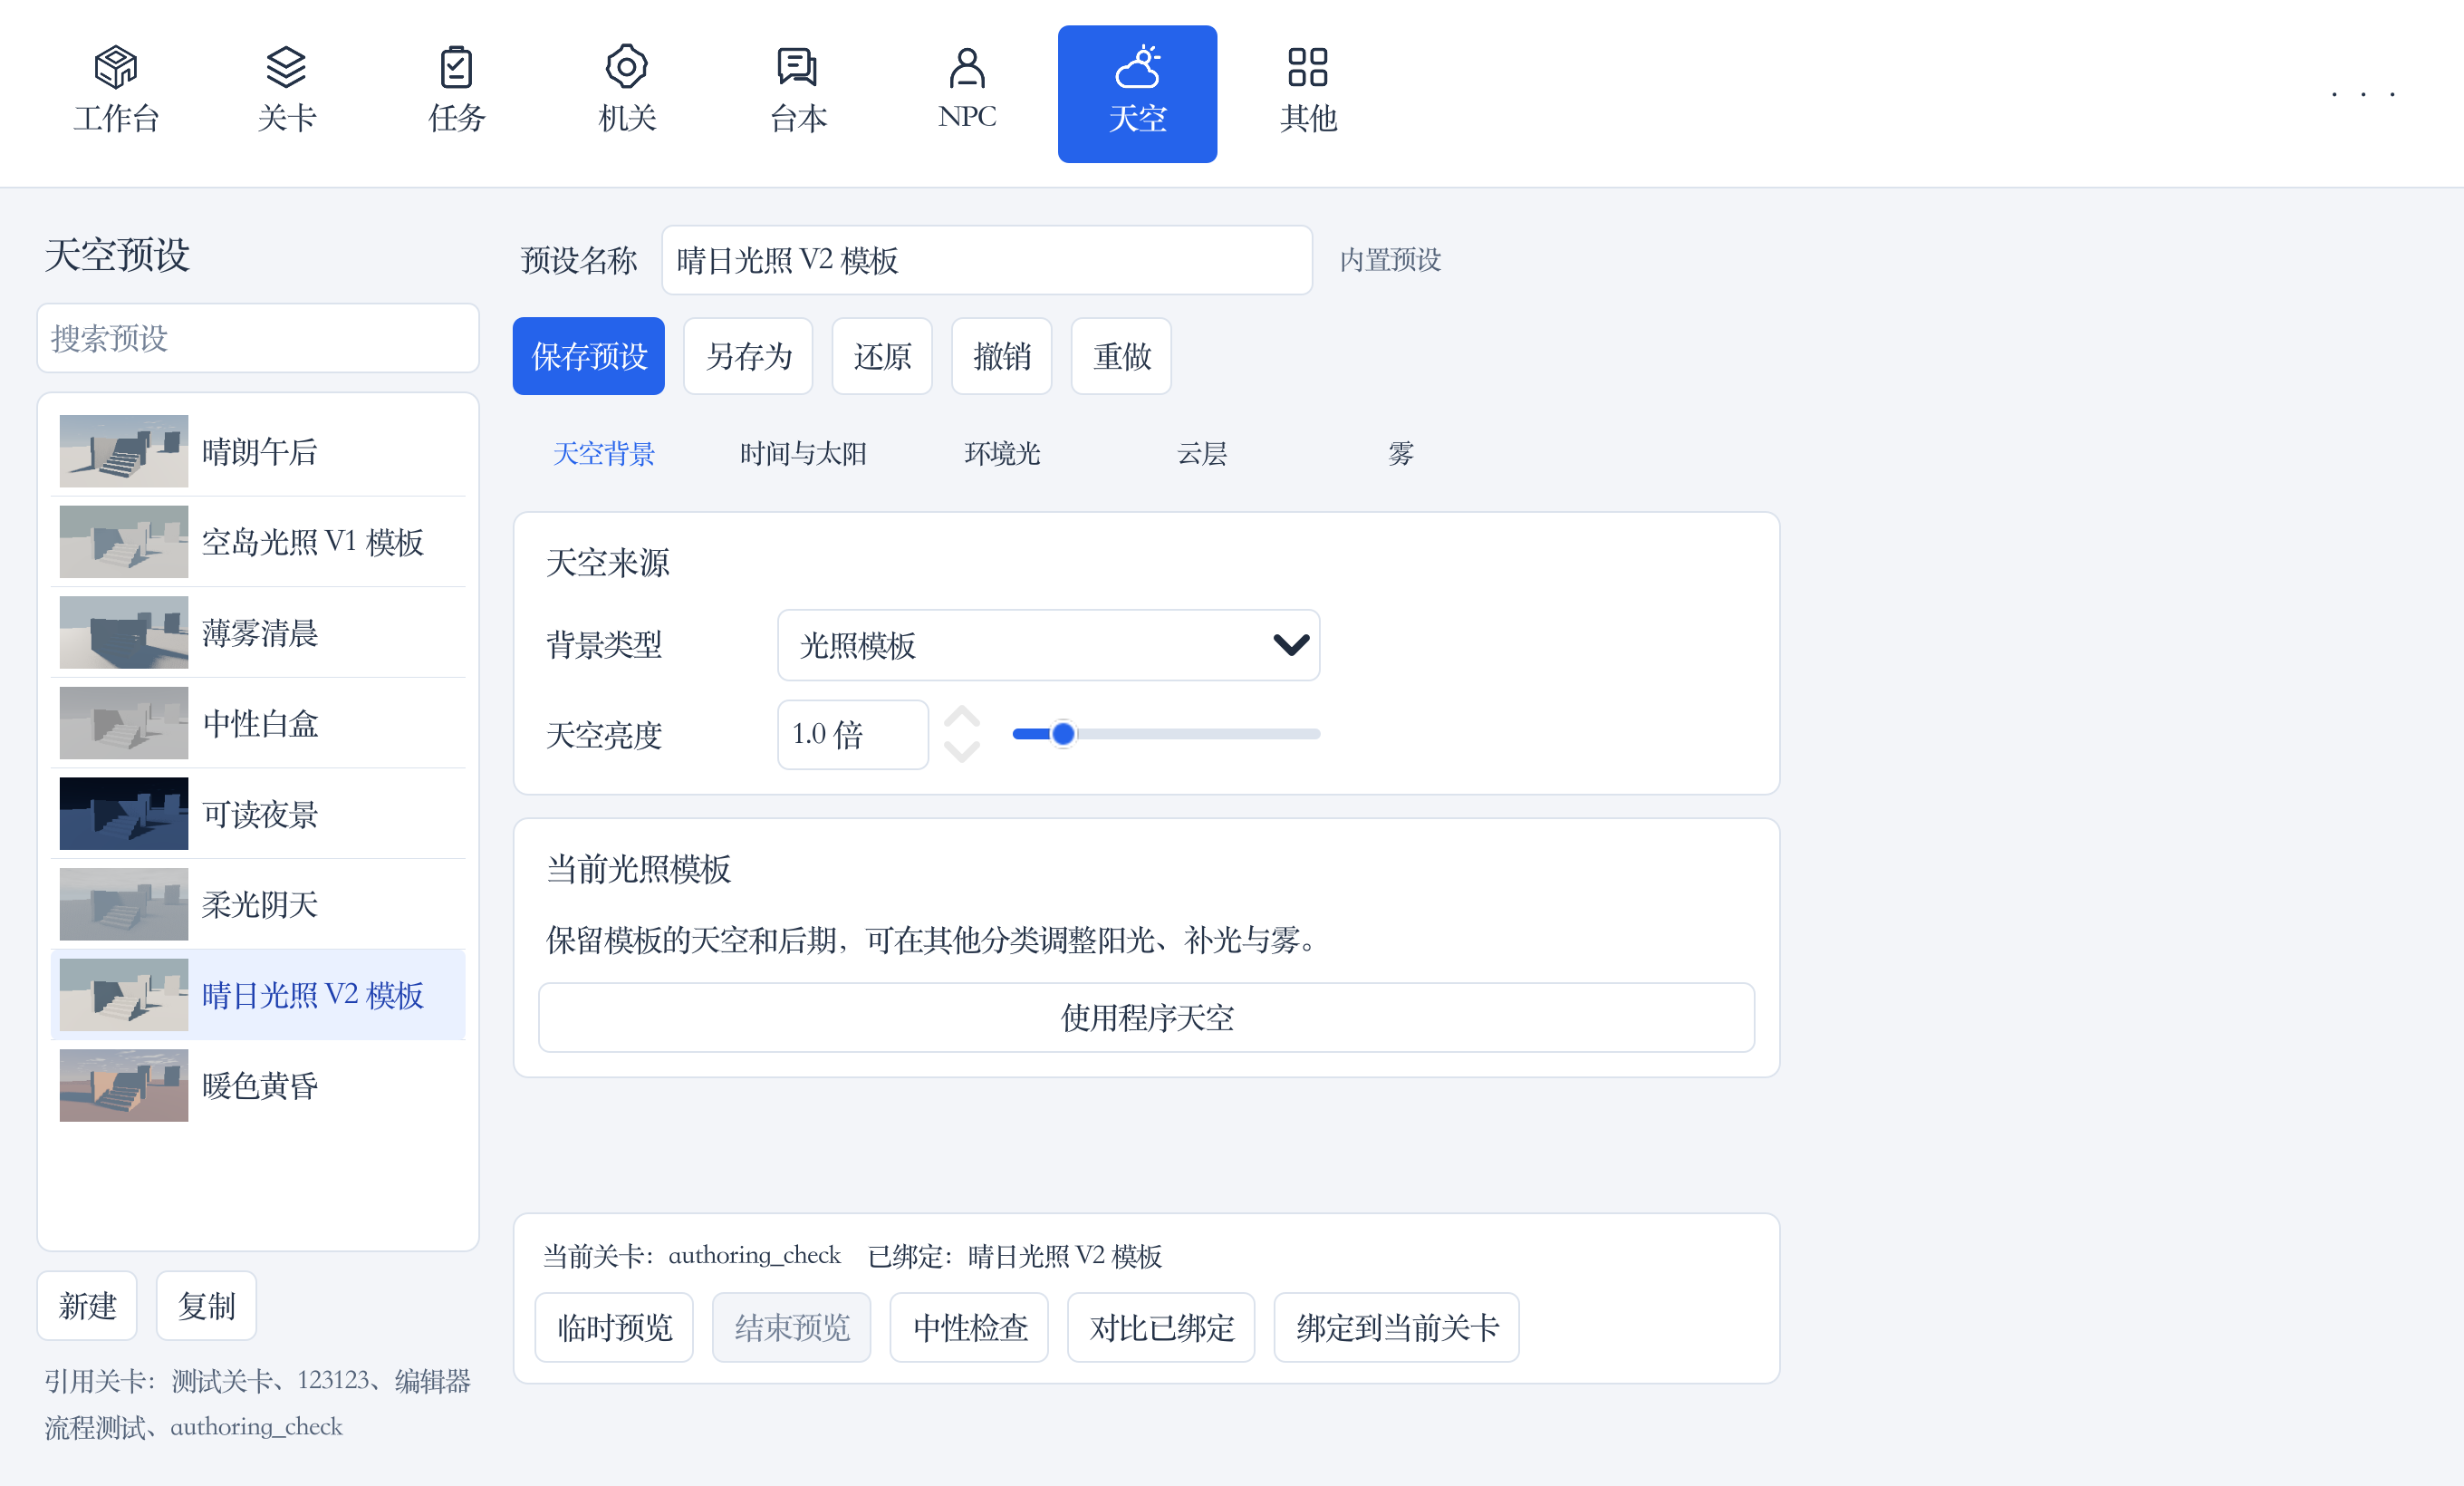 工作台
关卡
任务
机关
台本
NPC
天空
其他
. . .
天空预设
搜索预设
晴朗午后
空岛光照 V1 模板
薄雾清晨
中性白盒
可读夜景
柔光阴天
晴日光照 V2 模板
暖色黄昏
新建
复制
引用关卡：测试关卡、123123、编辑器
流程测试、authoring_check
预设名称
晴日光照 V2 模板
内置预设
保存预设
另存为
还原
撤销
重做
天空背景
时间与太阳
环境光
云层
雾
天空来源
背景类型
光照模板
天空亮度
1.0 倍
当前光照模板
保留模板的天空和后期，可在其他分类调整阳光、补光与雾。
使用程序天空
当前关卡：authoring_check　已绑定：晴日光照 V2 模板
临时预览
结束预览
中性检查
对比已绑定
绑定到当前关卡